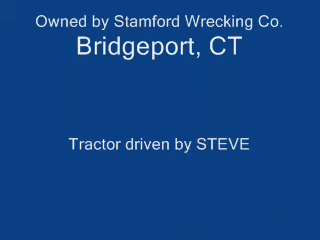 Owned by Stamford Wrecking Co.
Bridgeport, CT
Tractor driven by STEVE